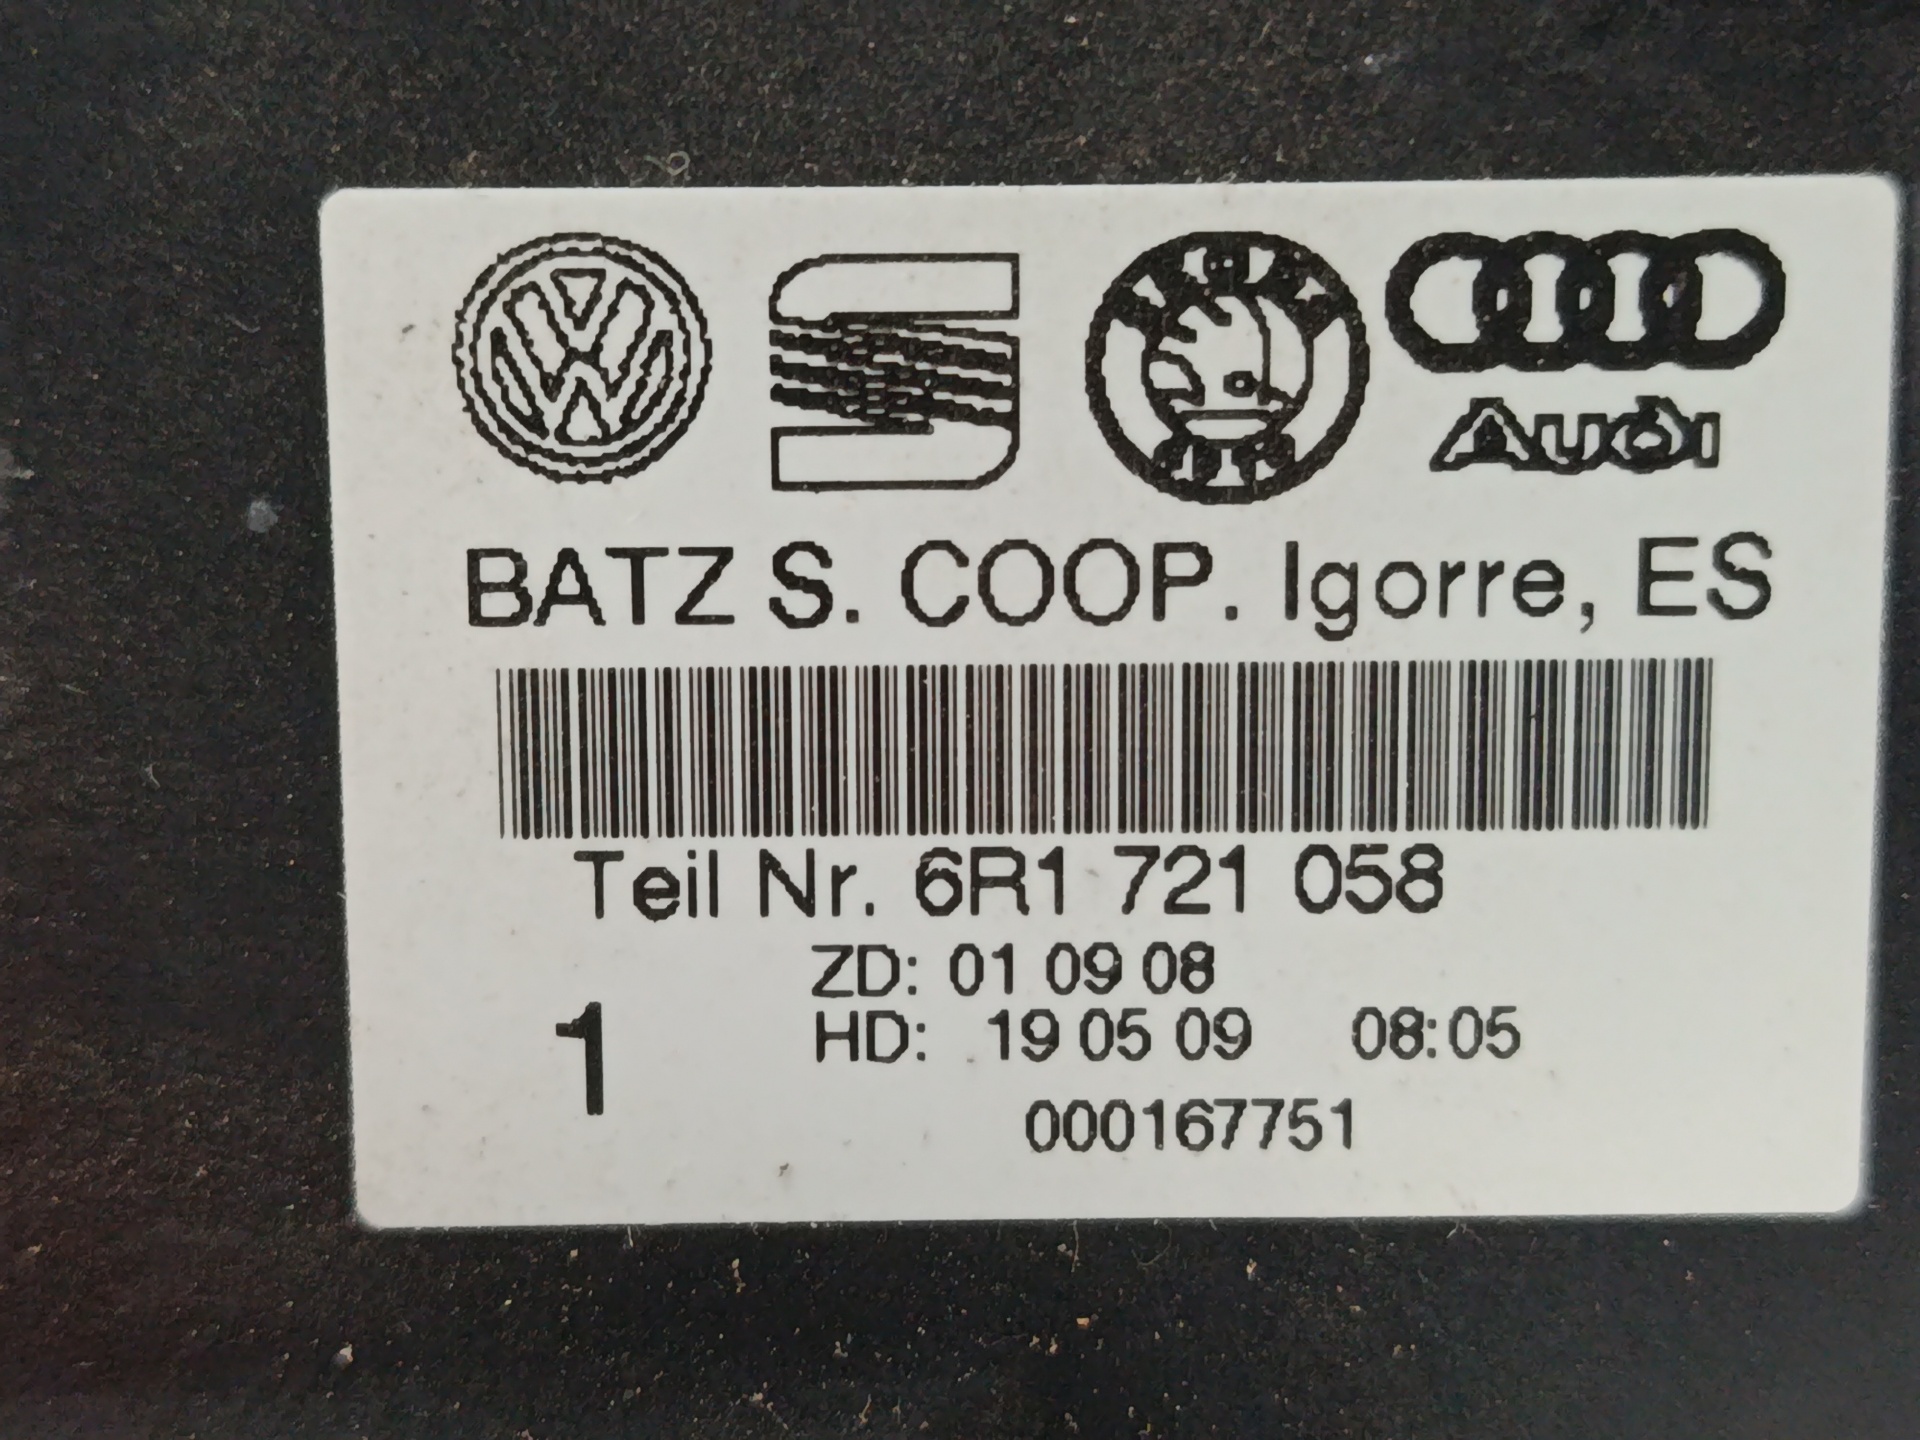 Audi
BATZ S. COOP. Igorre, ES
Teil Nr. 6R1 721 058
ZD: 01 09 08
1 HD: 19 05 09 08:05
000167751